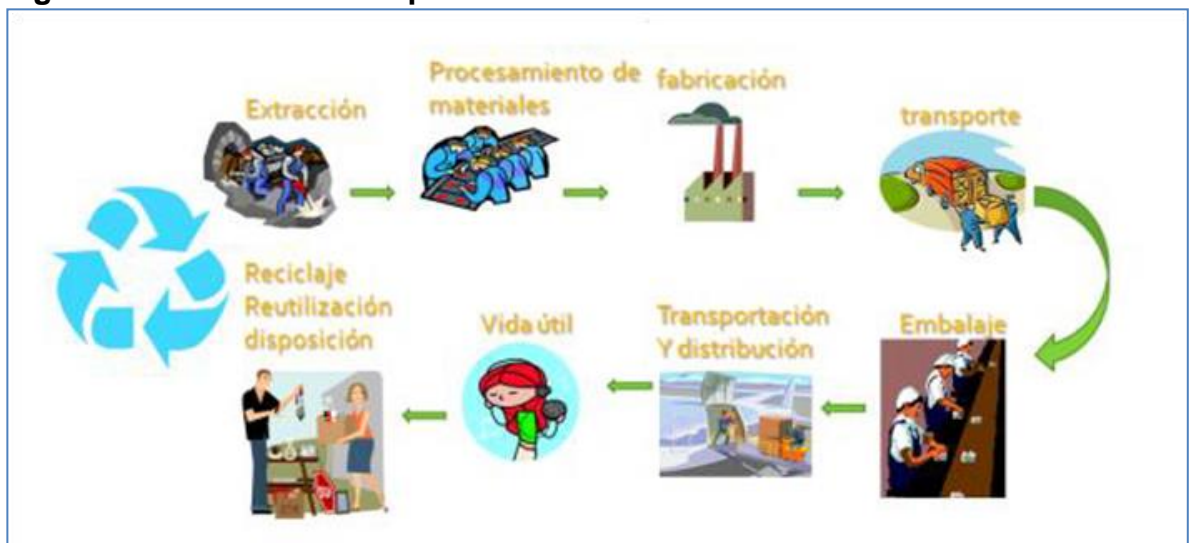 Extracción
Procesamiento de
materiales
fabricación
transporte
Embalaje
Transportación
Y distribución
Vida útil
Reciclaje
Reutilización
disposición